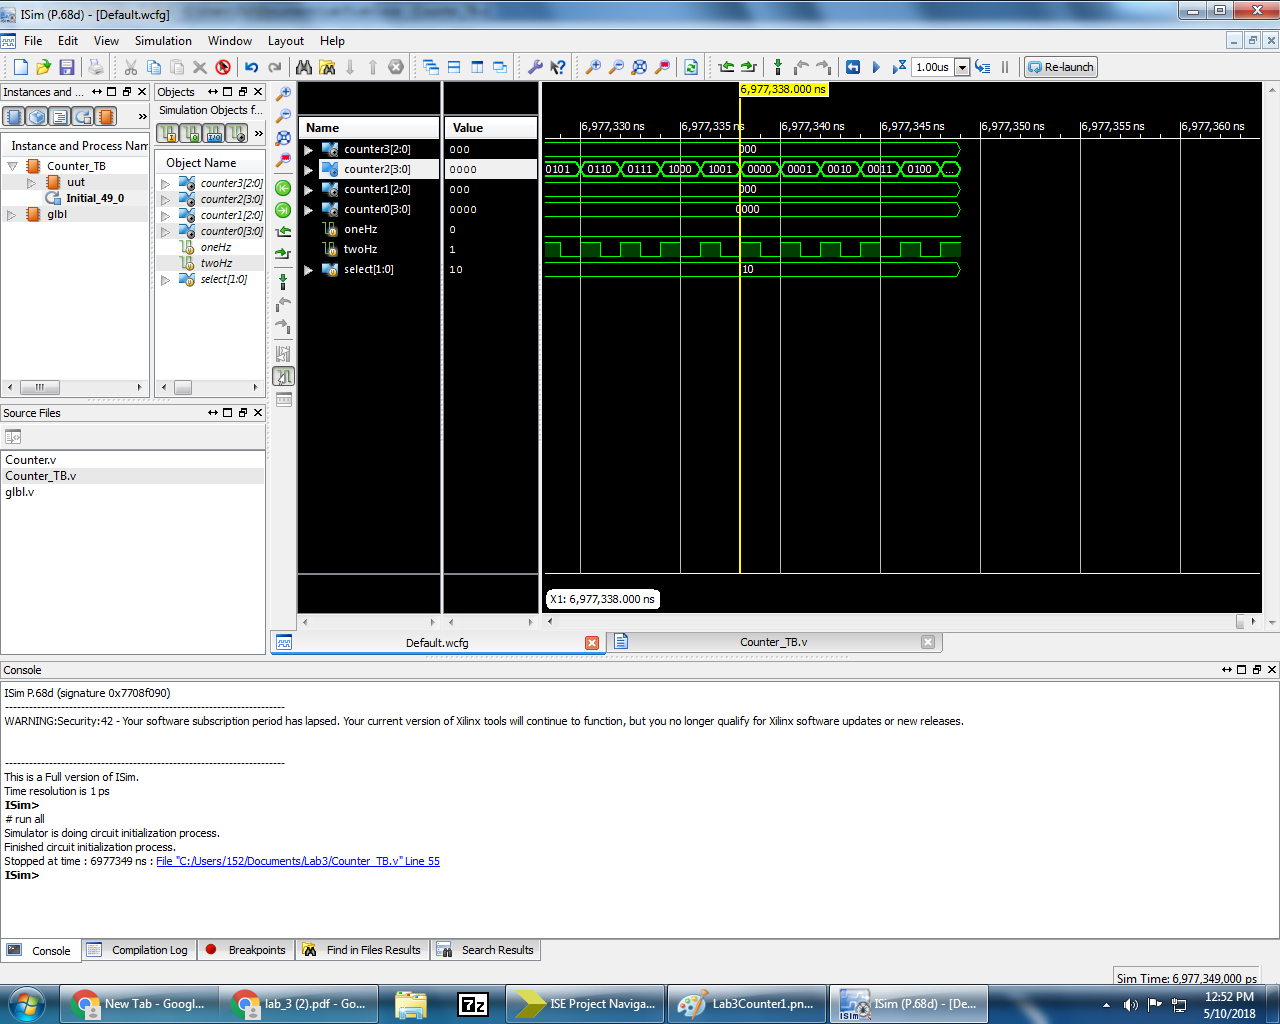 ISim (P.68d) - [Default.wcfg]
File Edit View Simulation Window Layout Help
1.00us Re-launch
Instances and ...
Instance and Process Nam
Counter_TB
uut
Initial_49_0
glbl
Objects
Simulation Objects f...
Object Name
counter3[2:0]
counter2[3:0]
counter1[2:0]
counter0[3:0]
oneHz
twoHz
select[1:0]
Source Files
Counter.v
Counter_TB.v
glbl.v
Name Value
counter3[2:0] 000
counter2[3:0] 0000
counter1[2:0] 000
counter0[3:0] 0000
oneHz 0
twoHz 1
select[1:0] 10
6,977,338.000 ns
6,977,330 ns 6,977,335 ns 6,977,340 ns 6,977,345 ns 6,977,350 ns 6,977,355 ns 6,977,360 ns
000
0101 0110 0111 1000 1001 0000 0001 0010 0011 0100 ...
000
0000
10
X1: 6,977,338.000 ns
Default.wcfg Counter_TB.v
Console
ISim P.68d (signature 0x7708f090)
----------------------------------------------------------------------
WARNING:Security:42 - Your software subscription period has lapsed. Your current version of Xilinx tools will continue to function, but you no longer qualify for Xilinx software updates or new releases.
----------------------------------------------------------------------
This is a Full version of ISim.
Time resolution is 1 ps
ISim>
# run all
Simulator is doing circuit initialization process.
Finished circuit initialization process.
Stopped at time : 6977349 ns : File "C:/Users/152/Documents/Lab3/Counter_TB.v" Line 55
ISim>
Console Compilation Log Breakpoints Find in Files Results Search Results
Sim Time: 6,977,349,000 ps
New Tab - Googl... lab_3 (2).pdf - Go... 7z ISE Project Naviga... Lab3Counter1.pn... ISim (P.68d) - [De...
12:52 PM
5/10/2018